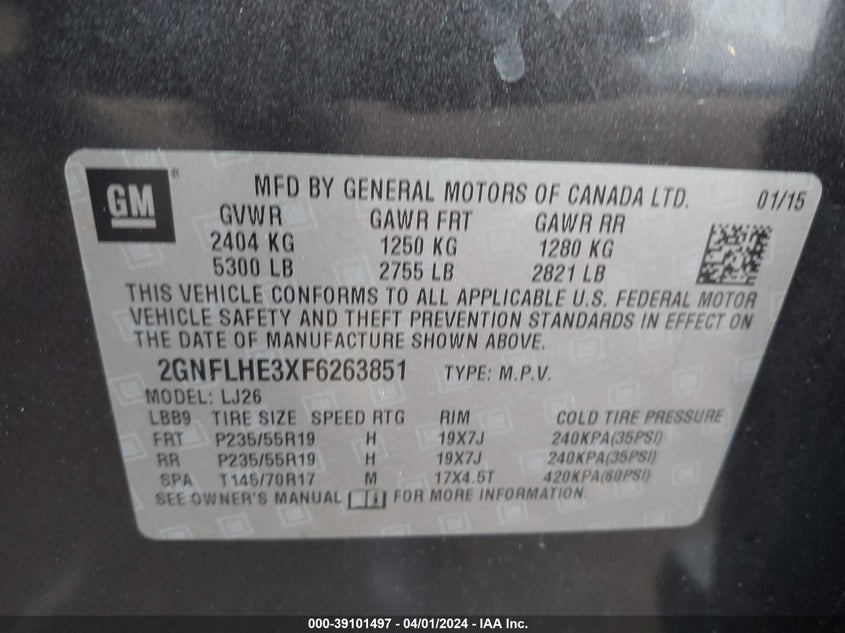 GM ® MFD BY GENERAL MOTORS OF CANADA LTD. 01/15
GVWR GAWR FRT GAWR RR
2404 KG 1250 KG 1280 KG
5300 LB 2755 LB 2821 LB
THIS VEHICLE CONFORMS TO ALL APPLICABLE U.S. FEDERAL MOTOR
VEHICLE SAFETY AND THEFT PREVENTION STANDARDS IN EFFECT ON
THE DATE OF MANUFACTURE SHOWN ABOVE.
2GNFLHE3XF6263851 TYPE: M.P.V.
MODEL: LJ26
LBB9 TIRE SIZE SPEED RTG RIM COLD TIRE PRESSURE
FRT P235/55R19 H 19X7J 240KPA(35PSI)
RR P235/55R19 H 19X7J 240KPA(35PSI)
SPA T145/70R17 M 17X4.5T 420KPA(60PSI)
SEE OWNER'S MANUAL FOR MORE INFORMATION.
000-39101497 - 04/01/2024 - IAA Inc.